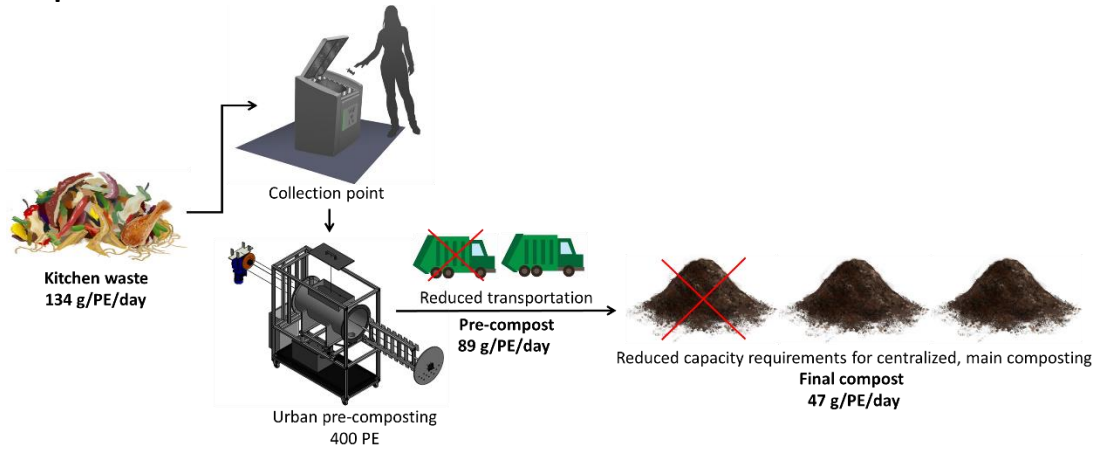 Collection point
Kitchen waste
134 g/PE/day
Urban pre-composting
400 PE
Reduced transportation
Pre-compost
89 g/PE/day
Reduced capacity requirements for centralized, main composting
Final compost
47 g/PE/day